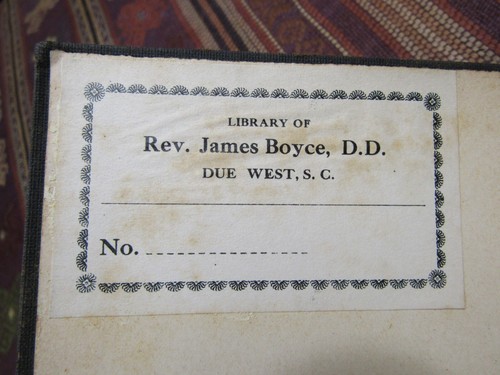 LIBRARY OF
Rev. James Boyce, D.D.
DUE WEST, S. C.
No.